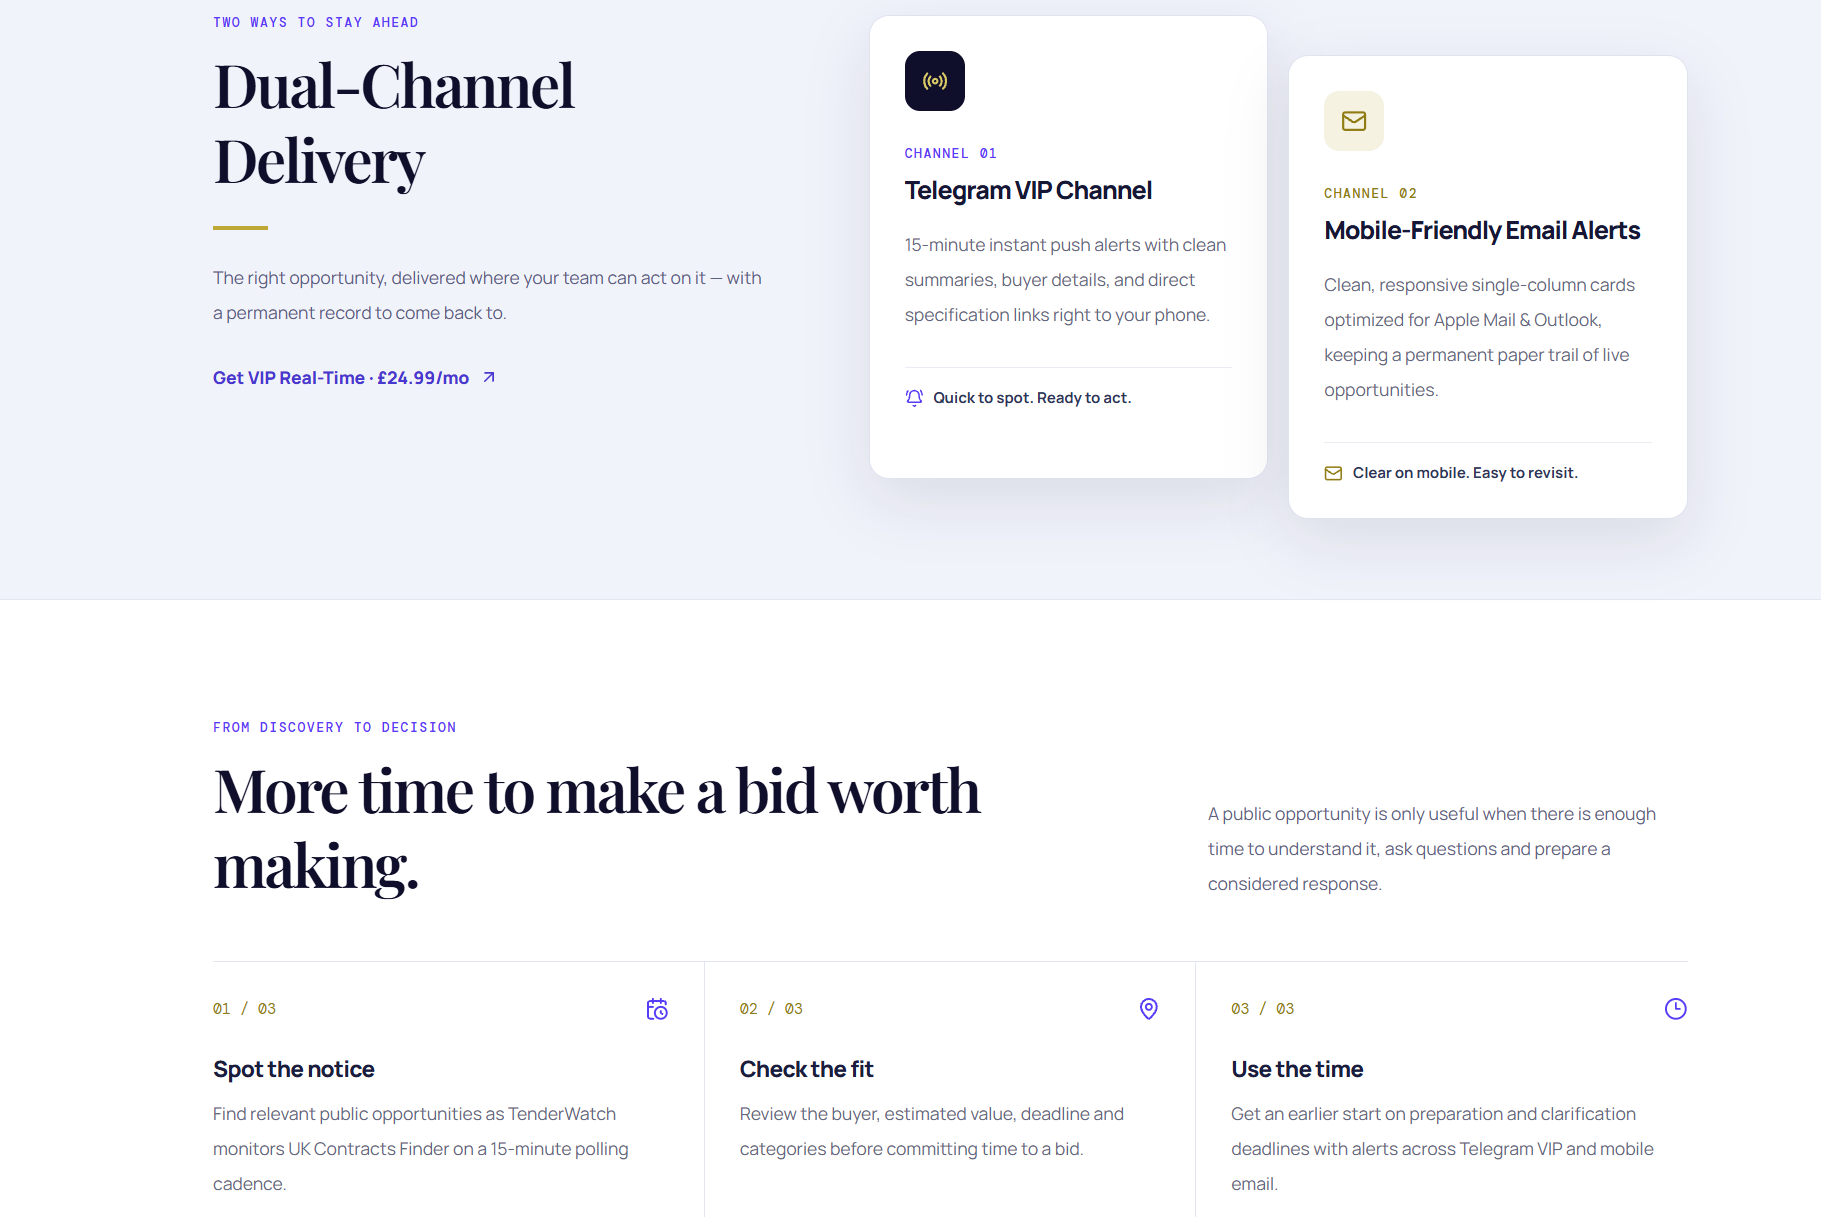 TWO WAYS TO STAY AHEAD
Dual-Channel
Delivery
The right opportunity, delivered where your team can act on it — with
a permanent record to come back to.
Get VIP Real-Time · £24.99/mo
CHANNEL 01
Telegram VIP Channel
15-minute instant push alerts with clean
summaries, buyer details, and direct
specification links right to your phone.
Quick to spot. Ready to act.
CHANNEL 02
Mobile-Friendly Email Alerts
Clean, responsive single-column cards
optimized for Apple Mail & Outlook,
keeping a permanent paper trail of live
opportunities.
Clear on mobile. Easy to revisit.
FROM DISCOVERY TO DECISION
More time to make a bid worth
making.
A public opportunity is only useful when there is enough
time to understand it, ask questions and prepare a
considered response.
01 / 03
Spot the notice
Find relevant public opportunities as TenderWatch
monitors UK Contracts Finder on a 15-minute polling
cadence.
02 / 03
Check the fit
Review the buyer, estimated value, deadline and
categories before committing time to a bid.
03 / 03
Use the time
Get an earlier start on preparation and clarification
deadlines with alerts across Telegram VIP and mobile
email.